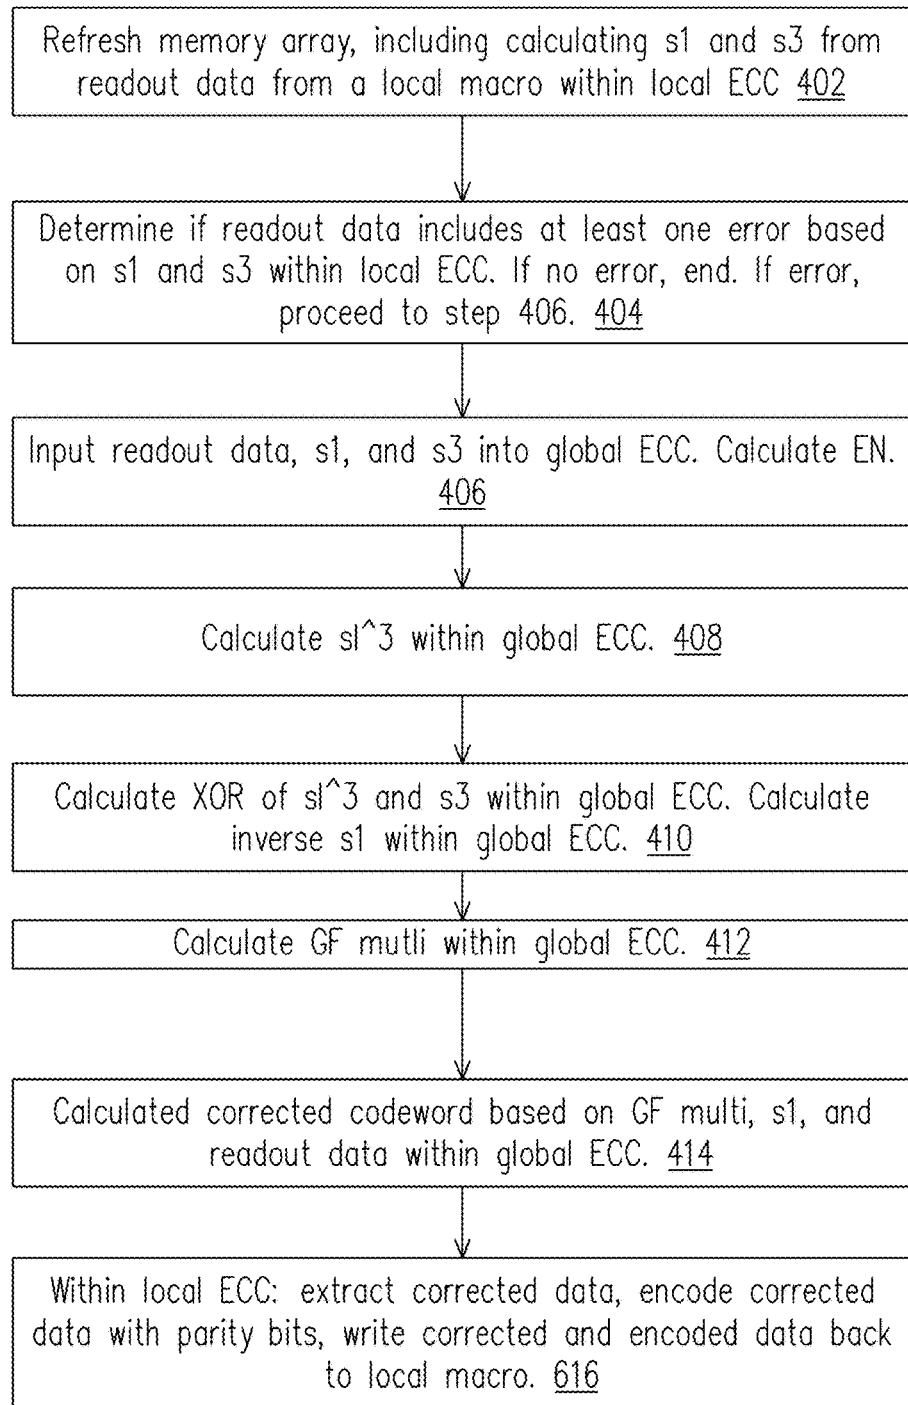 Refresh memory array, including calculating s1 and s3 from
readout data from a local macro within local ECC 402
Determine if readout data includes at least one error based
on s1 and s3 within local ECC. If no error, end. If error,
proceed to step 406. 404
Input readout data, s1, and s3 into global ECC. Calculate EN.
406
Calculate sl^3 within global ECC. 408
Calculate XOR of sl^3 and s3 within global ECC. Calculate
inverse s1 within global ECC. 410
Calculate GF mutli within global ECC. 412
Calculated corrected codeword based on GF multi, s1, and
readout data within global ECC. 414
Within local ECC: extract corrected data, encode corrected
data with parity bits, write corrected and encoded data back
to local macro. 616